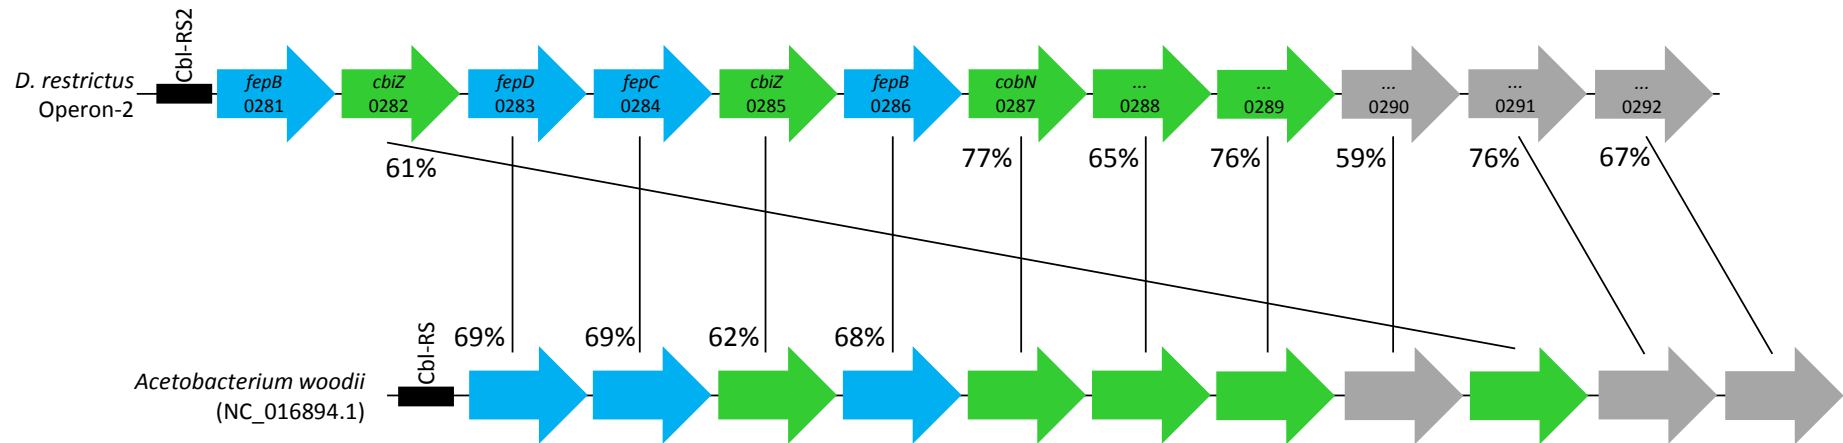 Cbl-RS2
D. restrictus
Operon-2
fepB
0281
cbiZ
0282
fepD
0283
fepC
0284
cbiZ
0285
fepB
0286
cobN
0287
...
0288
...
0289
...
0290
...
0291
...
0292
61%
77%
65%
76%
59%
76%
67%
69%
69%
62%
68%
Cbl-RS
Acetobacterium woodii
(NC_016894.1)